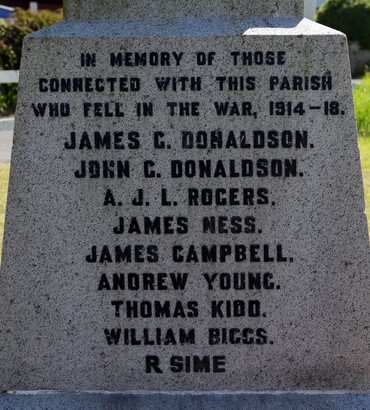 IN MEMORY OF THOSE
CONNECTED WITH THIS PARISH
WHO FELL IN THE WAR, 1914-18.
JAMES G. DONALDSON.
JOHN G. DONALDSON.
A. J. L. ROGERS.
JAMES NESS.
JAMES CAMPBELL.
ANDREW YOUNG.
THOMAS KIDD.
WILLIAM BIGGS.
R SIME